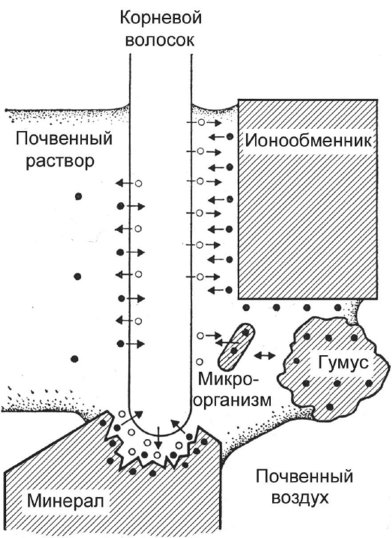 Корневой
волосок
Почвенный
раствор
Ионообменник
Микро-
организм
Гумус
Минерал
Почвенный
воздух